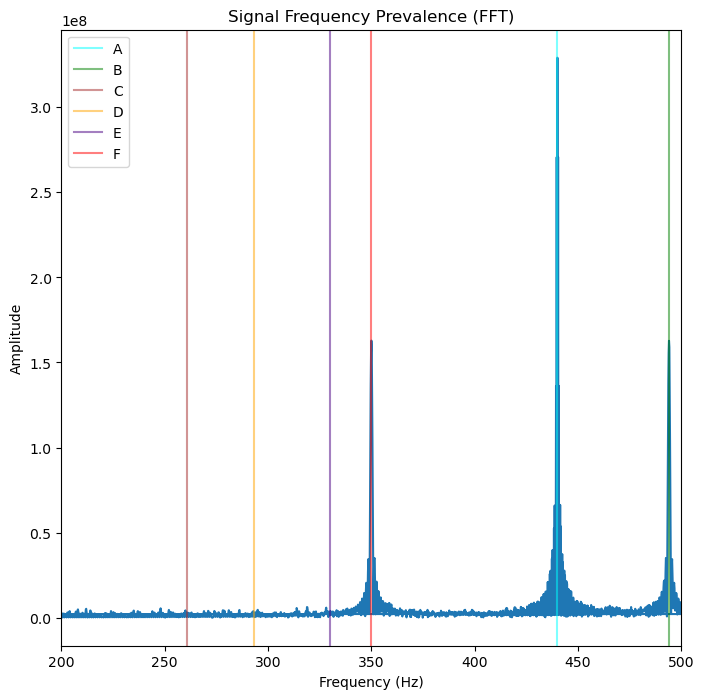 Signal Frequency Prevalence (FFT)
1e8
A
B
C
D
E
F
3.0
2.5
2.0
1.5
1.0
0.5
0.0
Amplitude
200 250 300 350 400 450 500
Frequency (Hz)